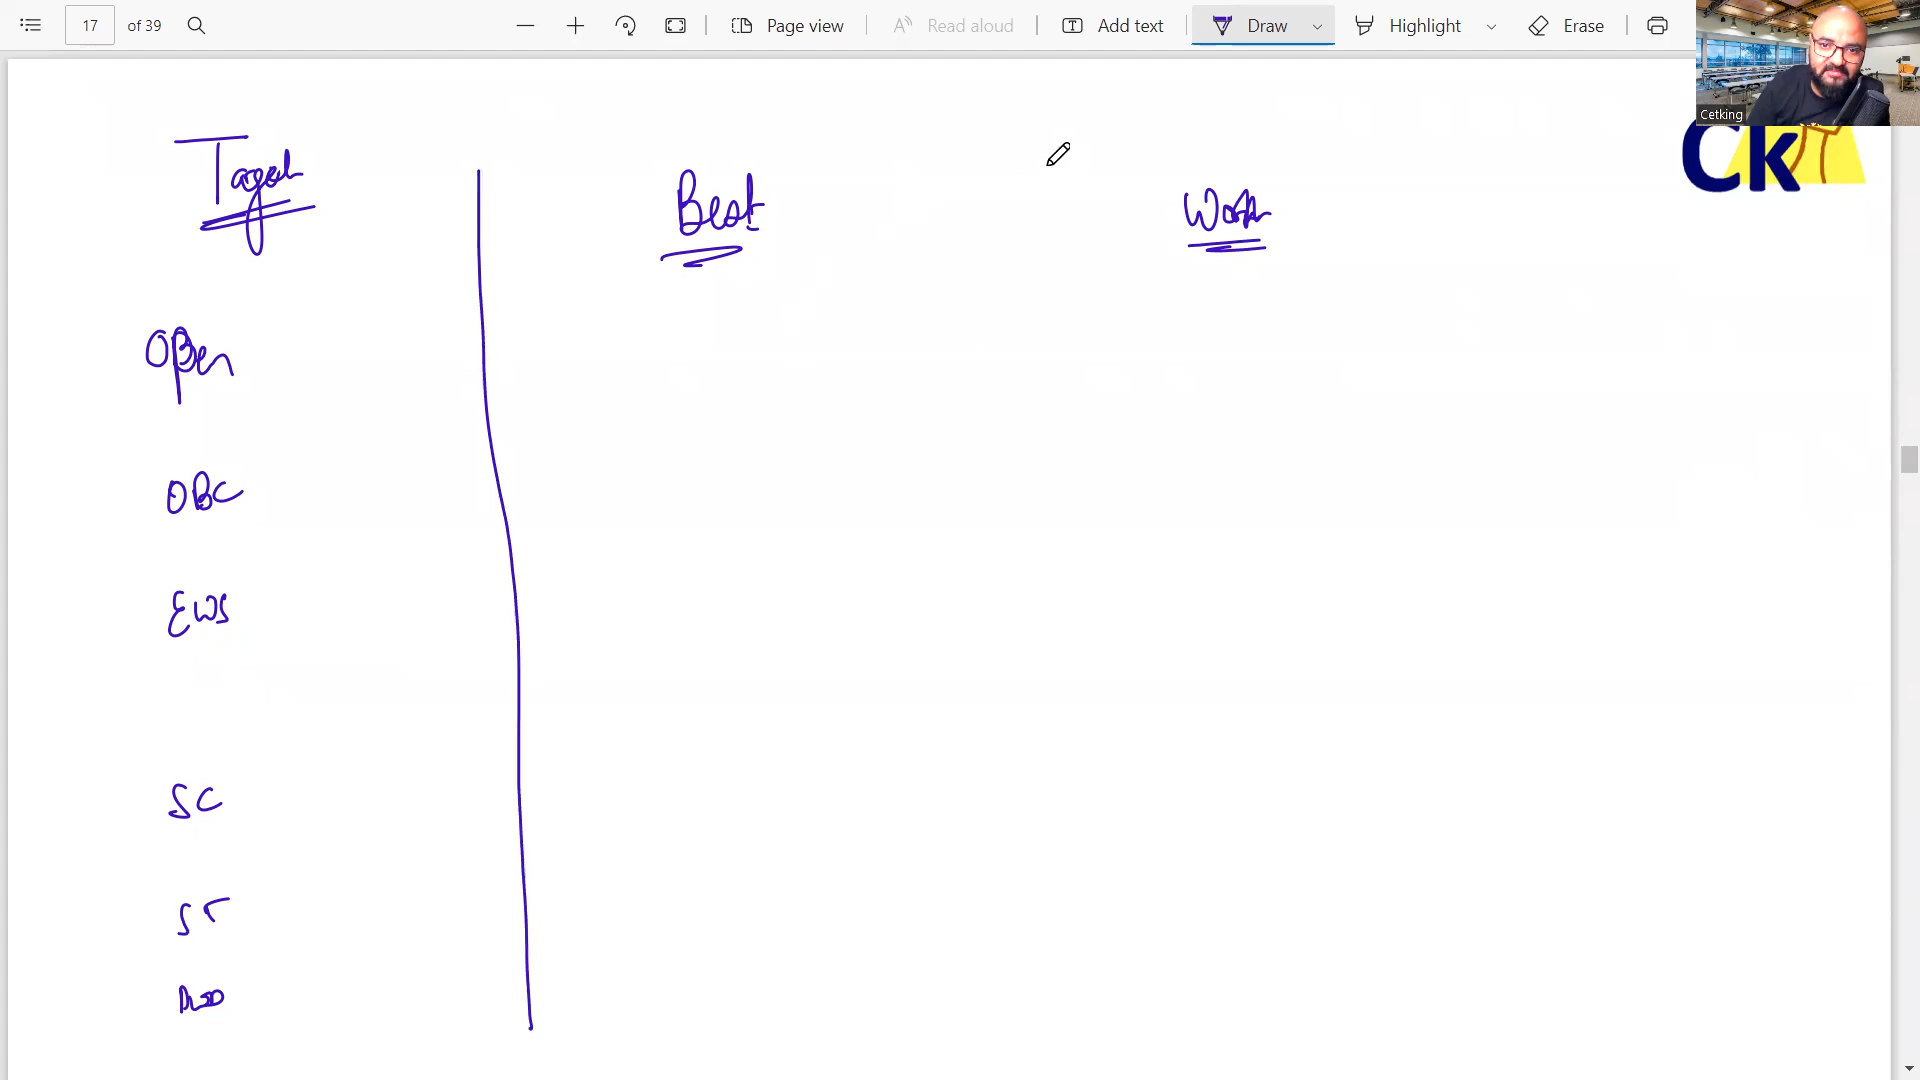 17 of 39 Page view Read aloud Add text Draw Highlight Erase
Cetking
CK
Target Best Worst
Open
OBC
EWS
SC
ST